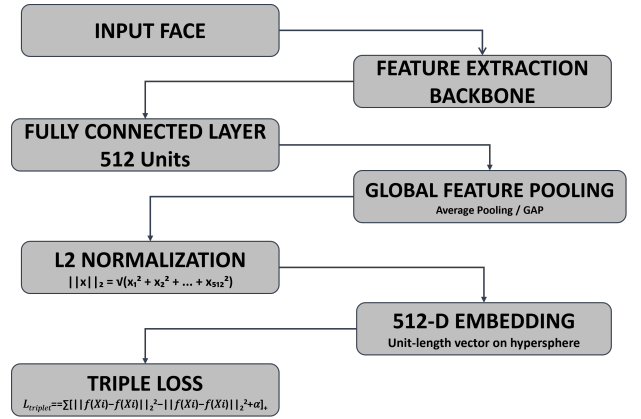 INPUT FACE
FEATURE EXTRACTION
BACKBONE
FULLY CONNECTED LAYER
512 Units
GLOBAL FEATURE POOLING
Average Pooling / GAP
L2 NORMALIZATION
||x||₂ = √(x₁² + x₂² + ... + x₅₁₂²)
512-D EMBEDDING
Unit-length vector on hypersphere
TRIPLE LOSS
L_triplet==∑[||f(Xi)−f(Xi)||₂²−||f(Xi)−f(Xi)||₂²+α]₊